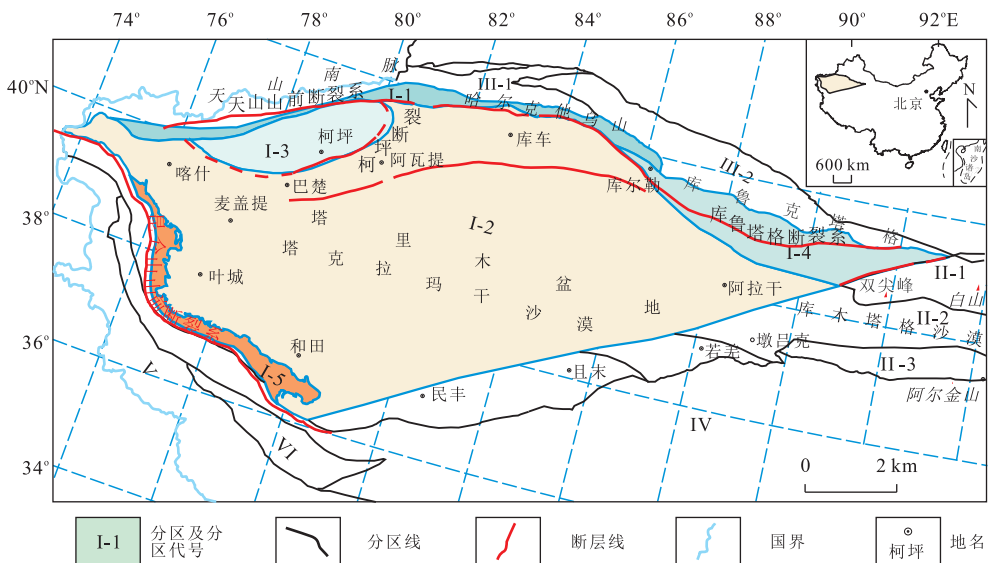 74° 76° 78° 80° 82° 84° 86° 88° 90° 92°E
40°N
38°
36°
34°
天山南脉
天山山前断裂系
I-1
III-1
哈尔克他乌山
柯坪断裂
I-3
柯坪
阿瓦提
库车
喀什
巴楚
麦盖提
库尔勒
III-2
库鲁克塔格
库鲁塔格断裂系
I-4
I-2
塔里木盆地
塔克拉玛干沙漠
叶城
阿拉干
双尖峰
II-1
白山
II-2
库木塔格沙漠
和田
I-5
民丰
且末
若羌
墩吕克
II-3
阿尔金山
IV
V
VI
北京
N
600 km
南沙诸岛
0 2 km
I-1
分区及分
区代号
分区线
断层线
国界
柯坪
地名